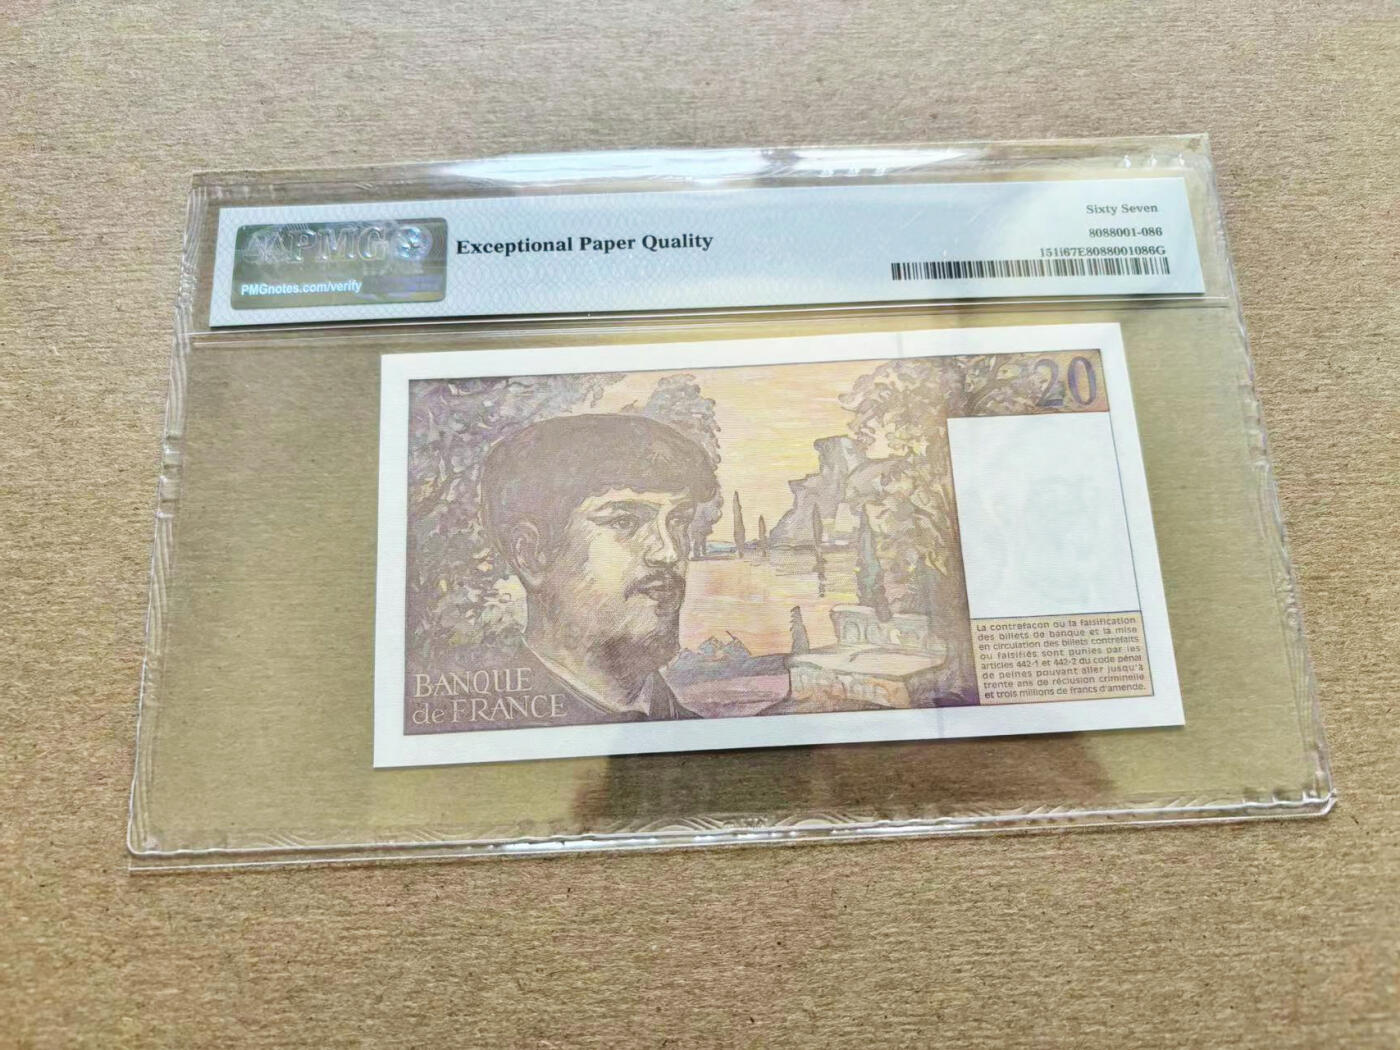 PMG
PMGnotes.com/verify
Exceptional Paper Quality
Sixty Seven
8088001-086
151i67E8088001086G
20
BANQUE
de FRANCE
La contrefaçon ou la falsification
des billets de banque et la mise
en circulation des billets contrefaits
ou falsifiés sont punies par les
articles 442-1 et 442-2 du code pénal
de peines pouvant aller jusqu'à
trente ans de réclusion criminelle
et trois millions de francs d'amende.